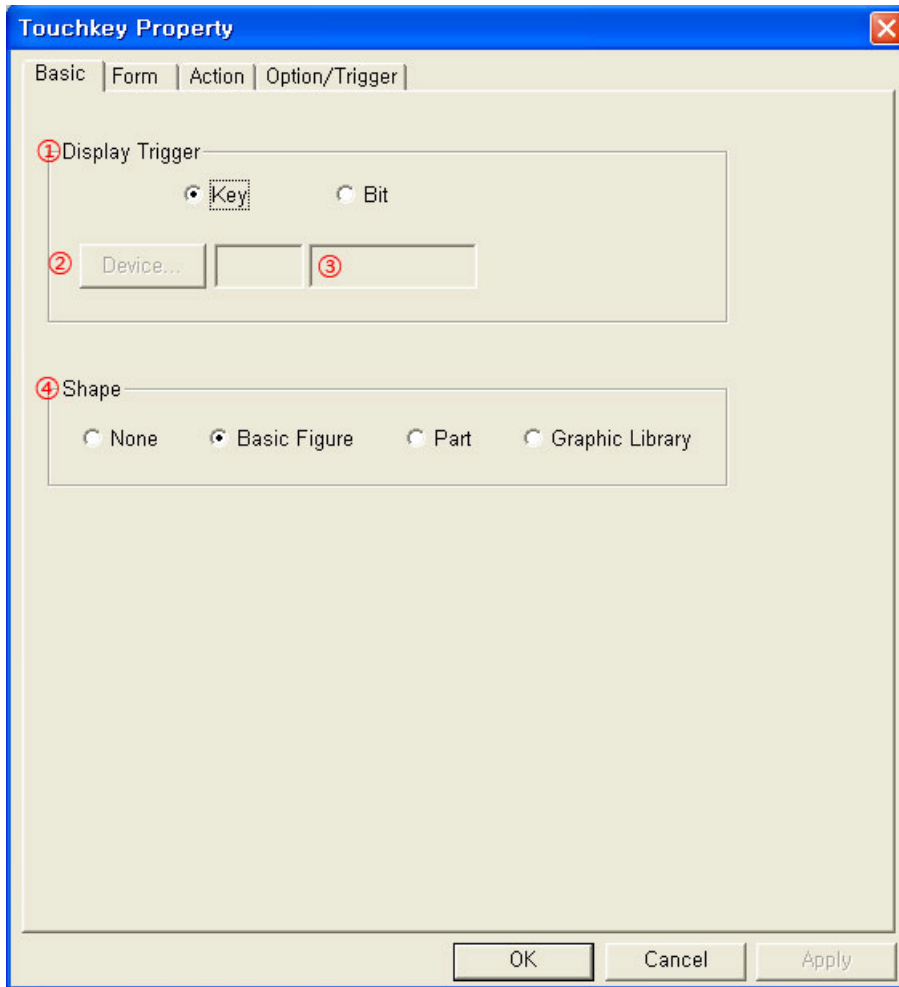 Touchkey Property
Basic Form Action Option/Trigger
①Display Trigger
Key Bit
② Device... ③
④Shape
None Basic Figure Part Graphic Library
OK Cancel Apply